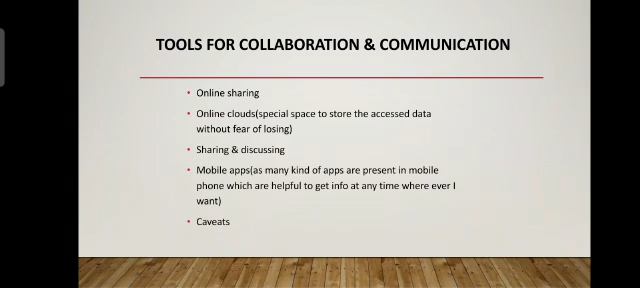 TOOLS FOR COLLABORATION & COMMUNICATION
• Online sharing
• Online clouds(special space to store the accessed data
without fear of losing)
• Sharing & discussing
• Mobile apps(as many kind of apps are present in mobile
phone which are helpful to get info at any time where ever I
want)
• Caveats